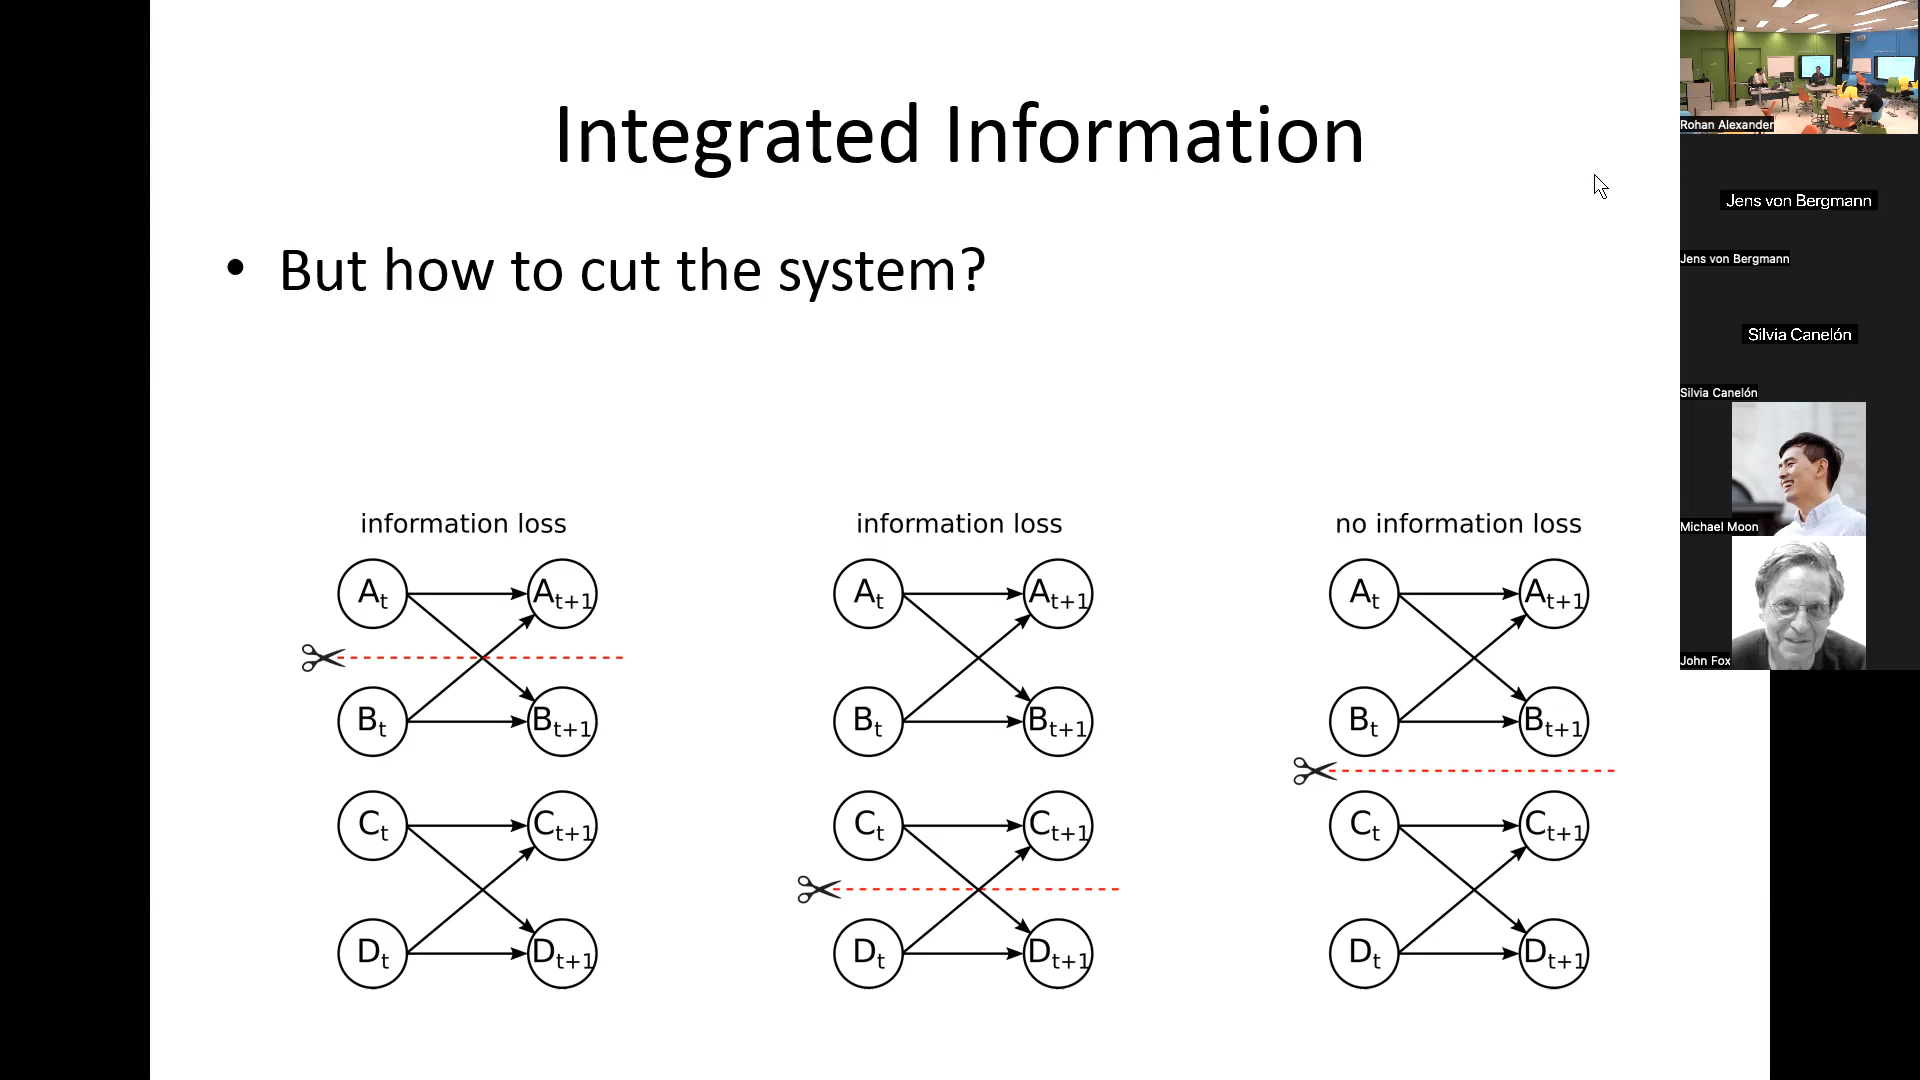 Integrated Information
• But how to cut the system?
information loss
information loss
no information loss
A_t A_t+1 A_t A_t+1 A_t A_t+1
B_t B_t+1 B_t B_t+1 B_t B_t+1
C_t C_t+1 C_t C_t+1 C_t C_t+1
D_t D_t+1 D_t D_t+1 D_t D_t+1
Rohan Alexander
Jens von Bergmann
Jens von Bergmann
Silvia Canelón
Silvia Canelón
Michael Moon
John Fox